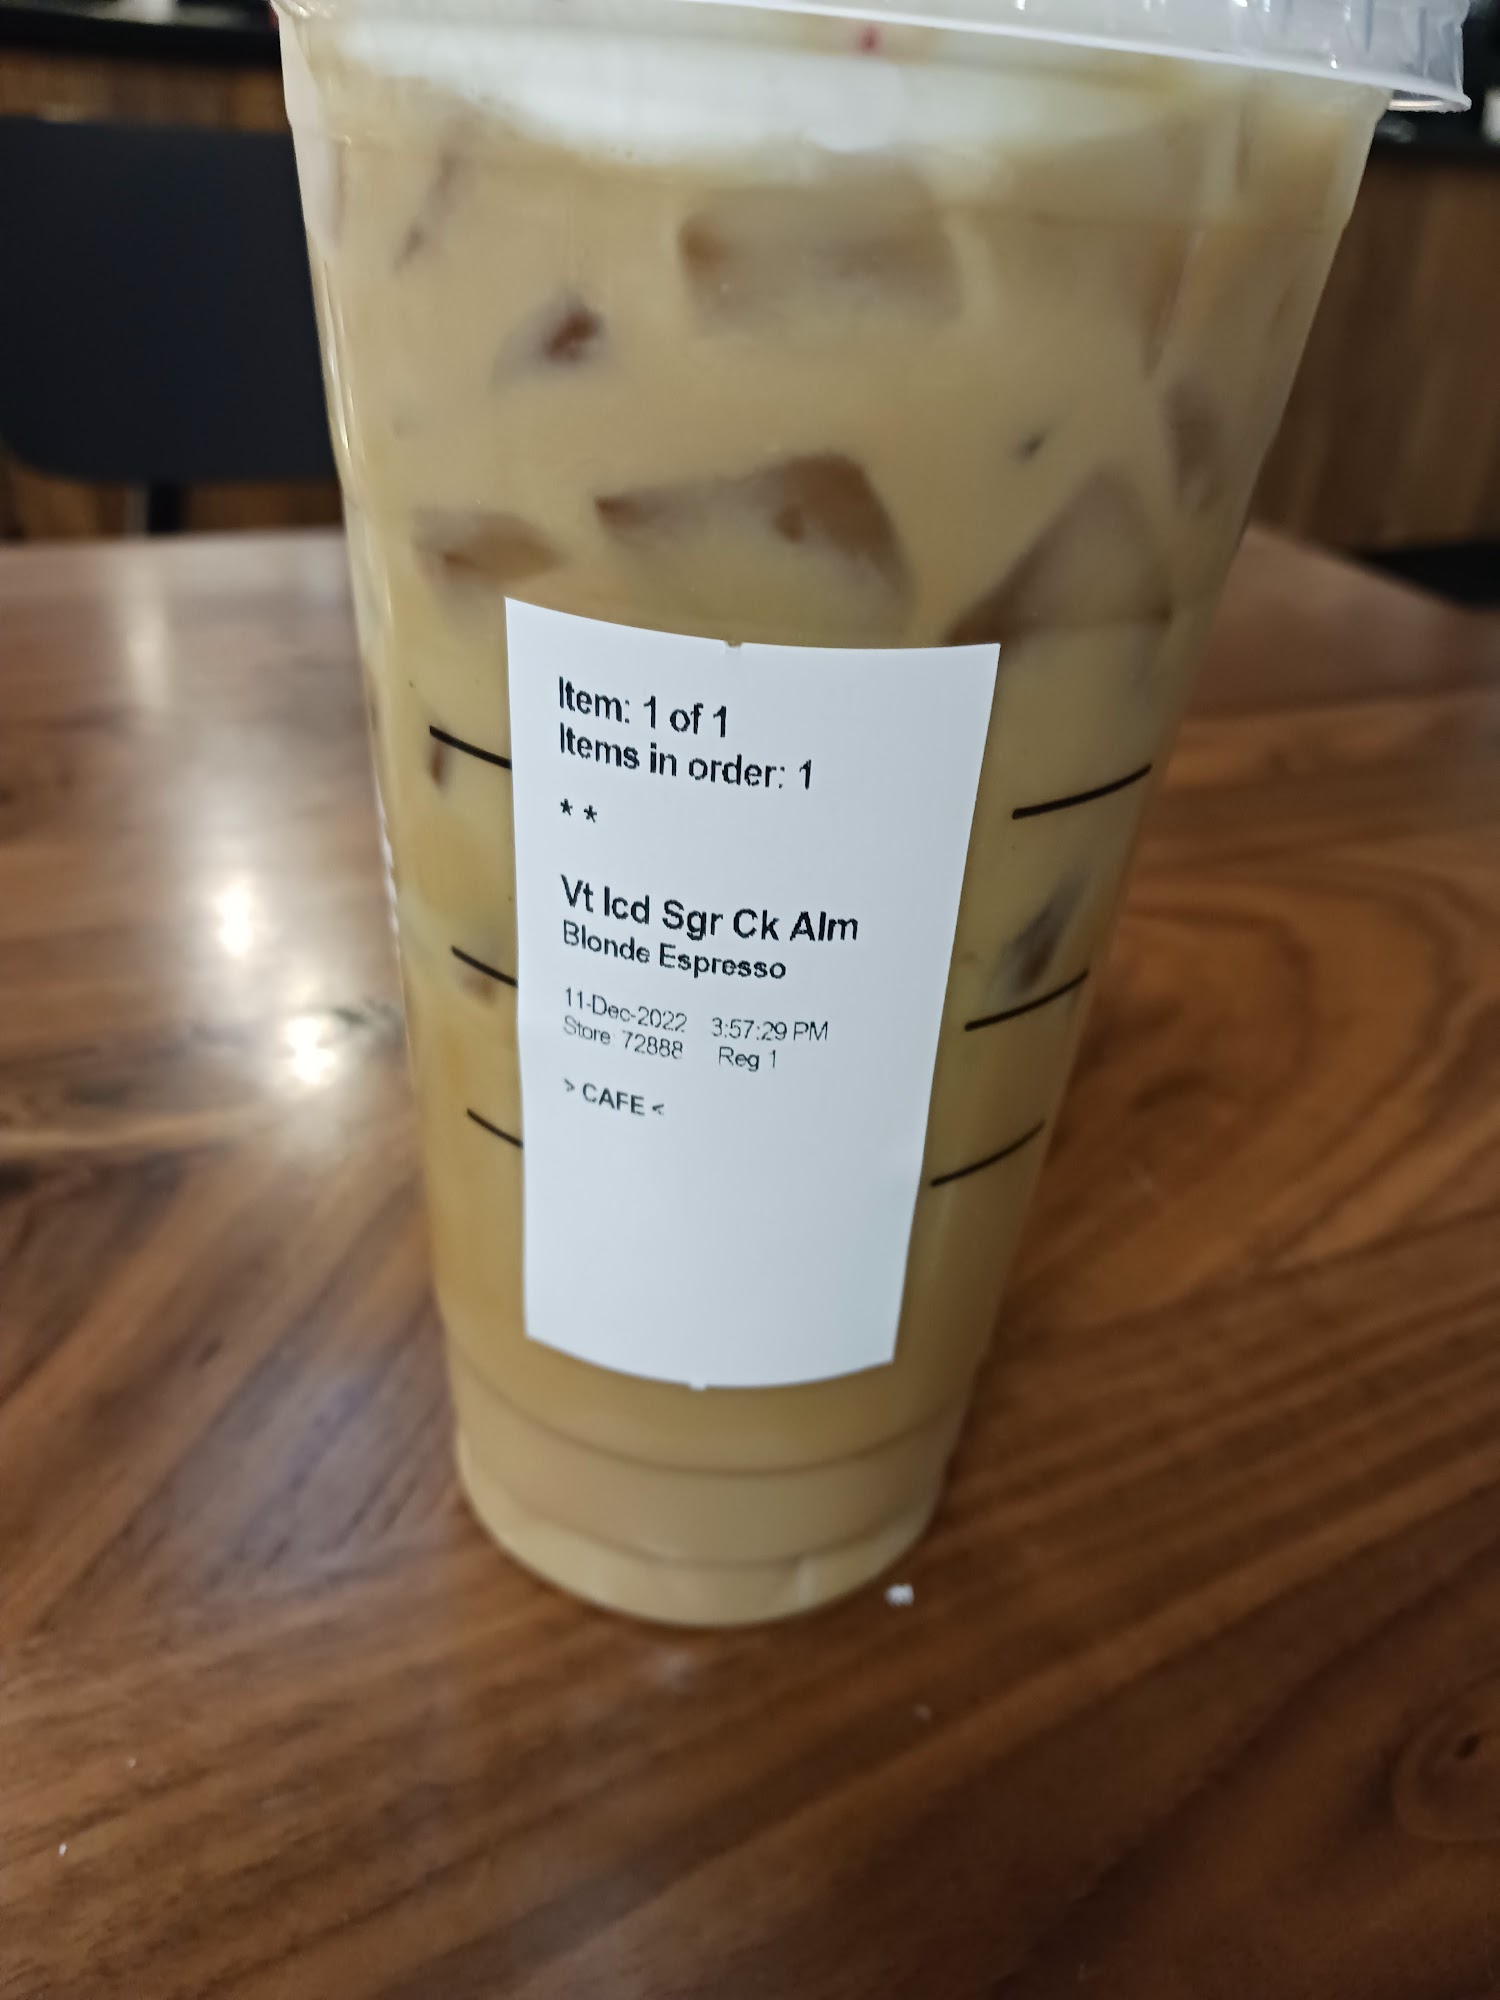 Item: 1 of 1
Items in order: 1
* *
Vt Icd Sgr Ck Alm
Blonde Espresso
11-Dec-2022 3:57:29 PM
Store 72888 Reg 1
> CAFE <